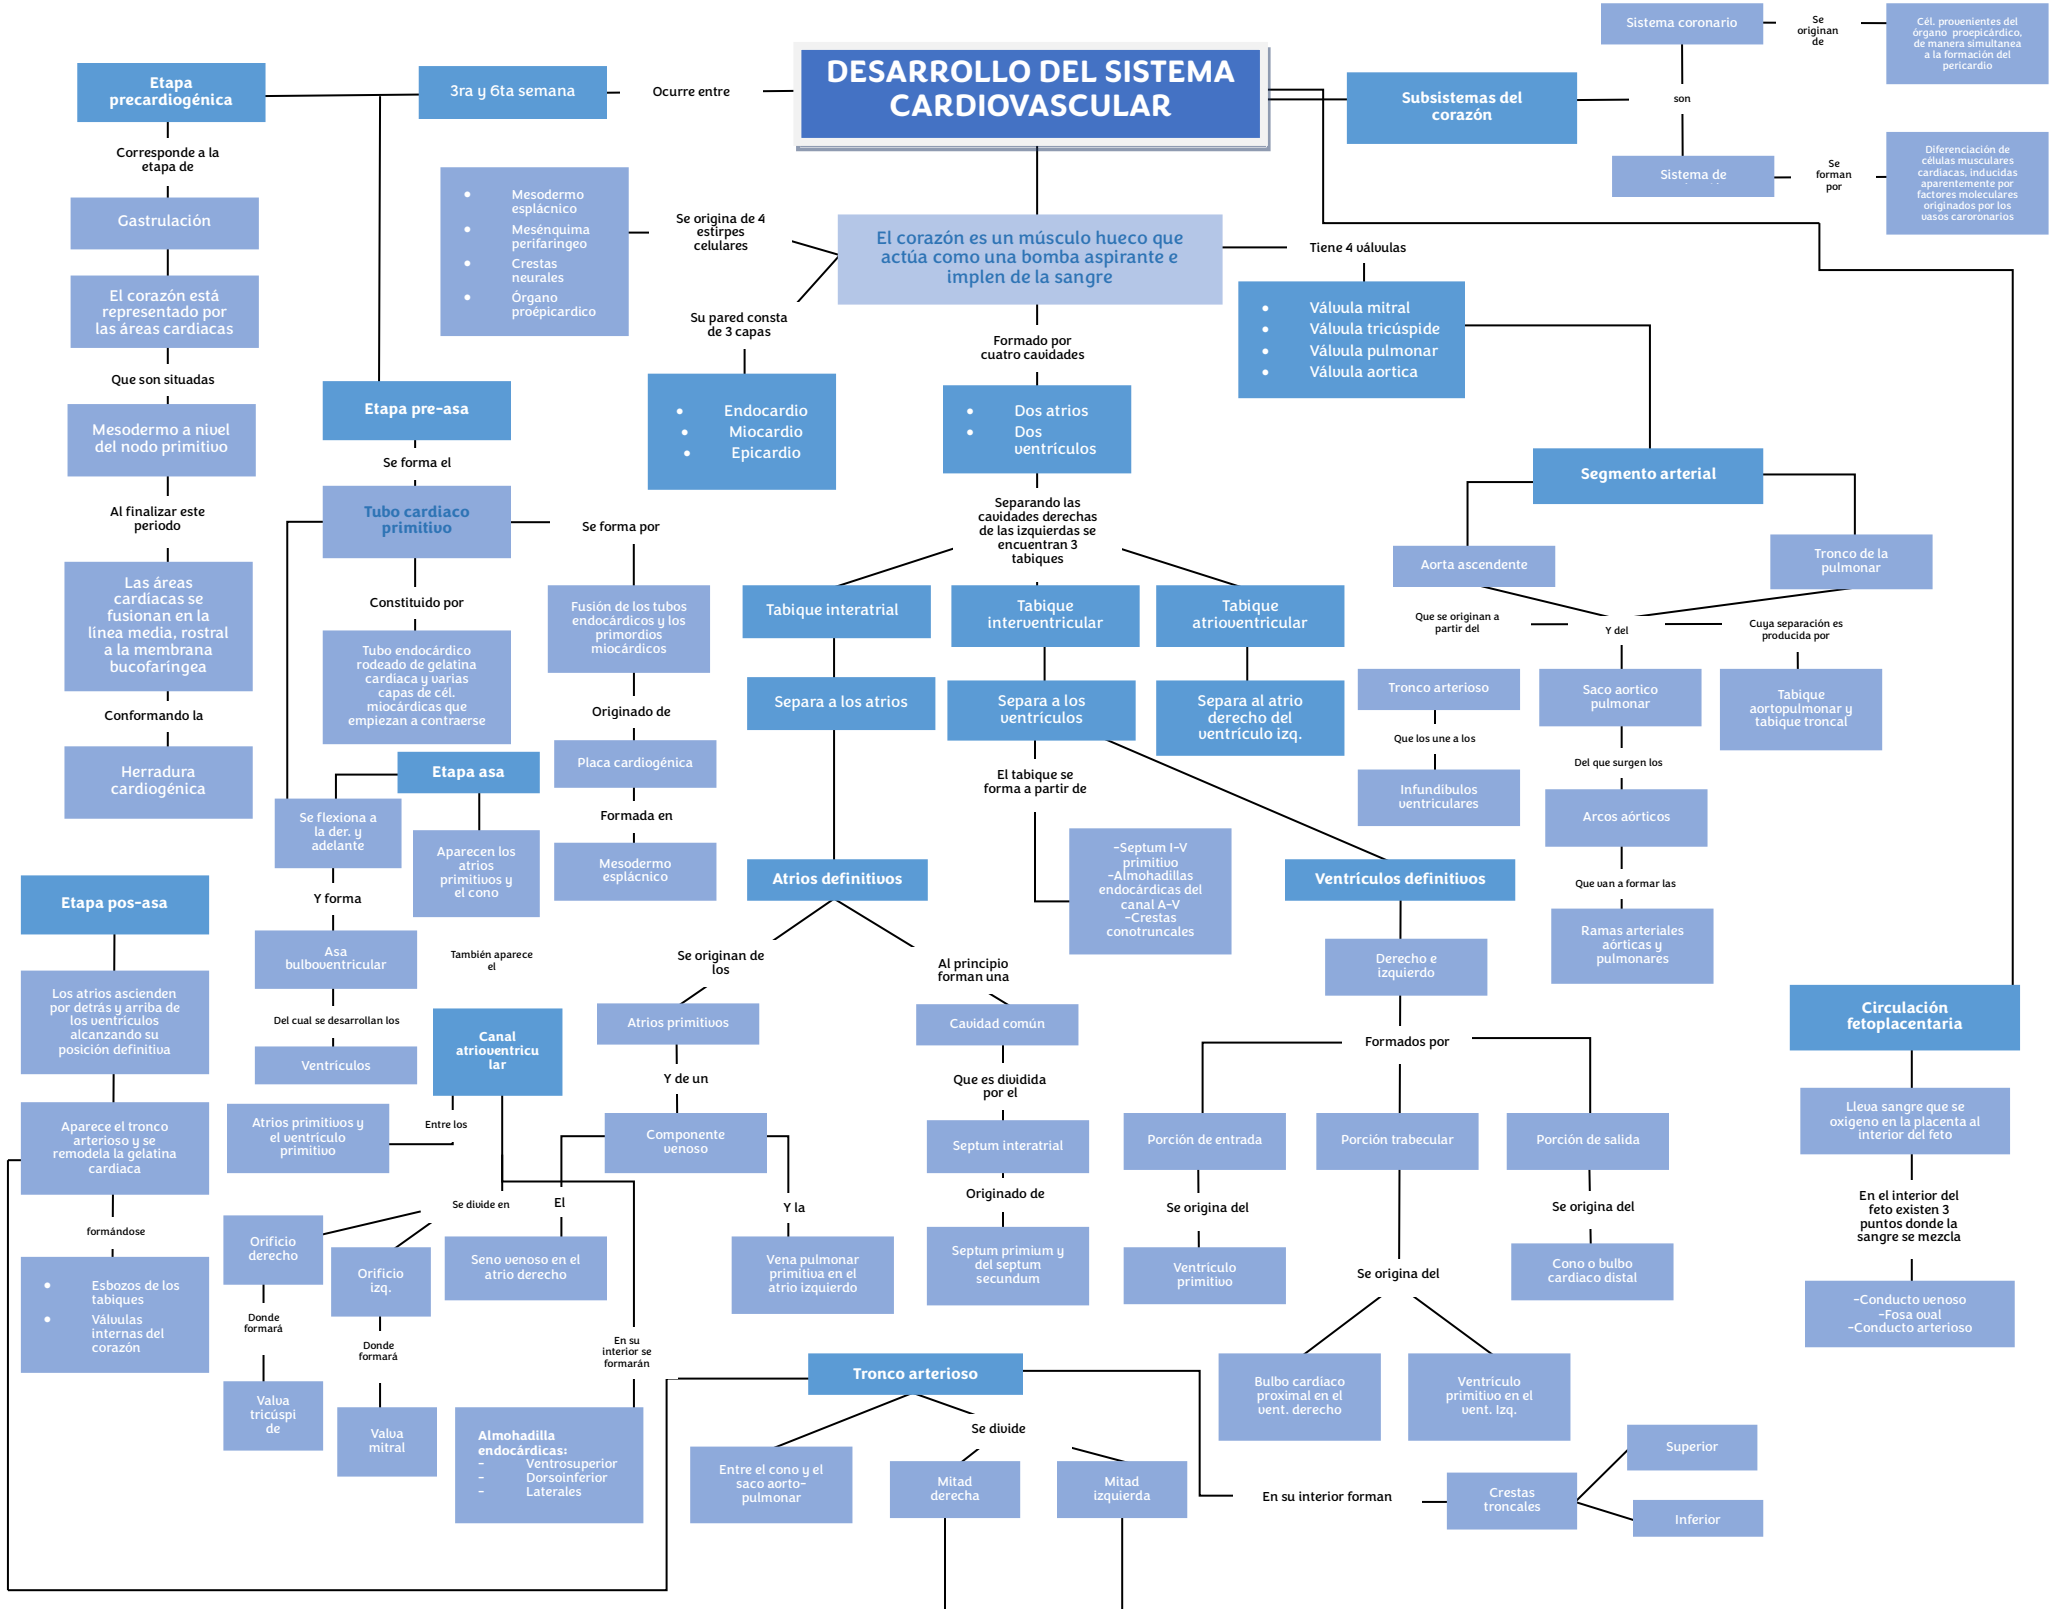 DESARROLLO DEL SISTEMA
CARDIOVASCULAR
Ocurre entre
3ra y 6ta semana
Etapa
precardiogénica
Corresponde a la
etapa de
Gastrulación
El corazón está
representado por
las áreas cardiacas
Que son situadas
Mesodermo a nivel
del nodo primitivo
Al finalizar este
periodo
Las áreas
cardíacas se
fusionan en la
línea media, rostral
a la membrana
bucofaríngea
Conformando la
Herradura
cardiogénica
Subsistemas del
corazón
son
Sistema coronario
Se
originan
de
Cél. provenientes del
órgano proepicárdico,
de manera simultanea
a la formación del
pericardio
Sistema de
Se
forman
por
Diferenciación de
células musculares
cardiacas, inducidas
aparentemente por
factores moleculares
originados por los
vasos caroronarios
El corazón es un músculo hueco que
actúa como una bomba aspirante e
implen de la sangre
Se origina de 4
estirpes
celulares
• Mesodermo
esplácnico
• Mesénquima
perifaringeo
• Crestas
neurales
• Órgano
proépicardico
Su pared consta
de 3 capas
• Endocardio
• Miocardio
• Epicardio
Formado por
cuatro cavidades
• Dos atrios
• Dos
ventrículos
Tiene 4 válvulas
• Válvula mitral
• Válvula tricúspide
• Válvula pulmonar
• Válvula aortica
Etapa pre-asa
Se forma el
Tubo cardiaco
primitivo
Se forma por
Fusión de los tubos
endocárdicos y los
primordios
miocárdicos
Originado de
Placa cardiogénica
Formada en
Mesodermo
esplácnico
Constituido por
Tubo endocárdico
rodeado de gelatina
cardiaca y varias
capas de cél.
miocárdicas que
empiezan a contraerse
Etapa asa
Se flexiona a
la der. y
adelante
Aparecen los
atrios
primitivos y
el cono
Y forma
Asa
bulboventricular
Del cual se desarrollan los
Ventrículos
También aparece
el
Canal
atrioventricu
lar
Entre los
Atrios primitivos y
el ventrículo
primitivo
Se divide en
Orificio
derecho
Orificio
izq.
Donde
formará
Valva
tricúspi
de
Donde
formará
Valva
mitral
En su
interior se
formarán
Almohadilla
endocárdicas:
- Ventrosuperior
- Dorsoinferior
- Laterales
Etapa pos-asa
Los atrios ascienden
por detrás y arriba de
los ventrículos
alcanzando su
posición definitiva
Aparece el tronco
arterioso y se
remodela la gelatina
cardiaca
formándose
• Esbozos de los
tabiques
• Válvulas
internas del
corazón
Separando las
cavidades derechas
de las izquierdas se
encuentran 3
tabiques
Tabique interatrial
Tabique
interventricular
Tabique
atrioventricular
Separa a los atrios
Separa a los
ventrículos
Separa al atrio
derecho del
ventrículo izq.
El tabique se
forma a partir de
-Septum I-V
primitivo
-Almohadillas
endocárdicas del
canal A-V
-Crestas
conotruncales
Atrios definitivos
Se originan de
los
Atrios primitivos
Y de un
Componente
venoso
El
Seno venoso en el
atrio derecho
Y la
Vena pulmonar
primitiva en el
atrio izquierdo
Al principio
forman una
Cavidad común
Que es dividida
por el
Septum interatrial
Originado de
Septum primium y
del septum
secundum
Ventrículos definitivos
Derecho e
izquierdo
Formados por
Porción de entrada
Porción trabecular
Porción de salida
Se origina del
Ventrículo
primitivo
Se origina del
Bulbo cardiaco
proximal en el
vent. derecho
Ventrículo
primitivo en el
vent. Izq.
Se origina del
Cono o bulbo
cardiaco distal
Segmento arterial
Aorta ascendente
Tronco de la
pulmonar
Que se originan a
partir del
Y del
Cuya separación es
producida por
Tronco arterioso
Que los une a los
Infundíbulos
ventriculares
Saco aortico
pulmonar
Del que surgen los
Arcos aórticos
Que van a formar las
Ramas arteriales
aórticas y
pulmonares
Tabique
aortopulmonar y
tabique troncal
Circulación
fetoplacentaria
Lleva sangre que se
oxígeno en la placenta al
interior del feto
En el interior del
feto existen 3
puntos donde la
sangre se mezcla
-Conducto venoso
-Fosa oval
-Conducto arterioso
Tronco arterioso
Entre el cono y el
saco aorto-
pulmonar
Se divide
Mitad
derecha
Mitad
izquierda
En su interior forman
Crestas
troncales
Superior
Inferior